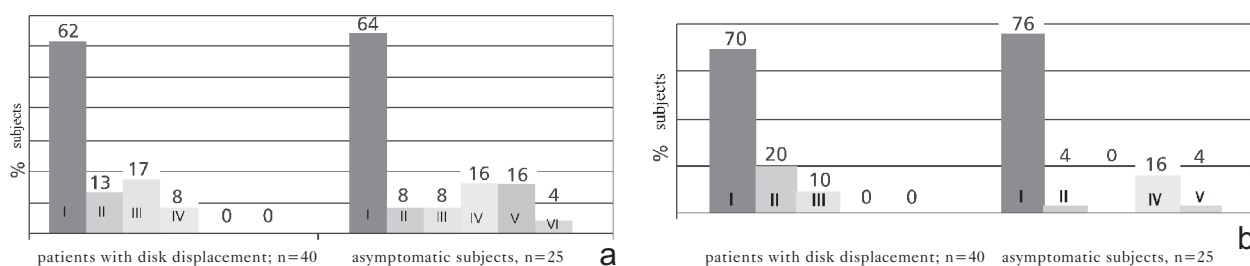 62
13
17
8
0
0
64
8
8
16
16
4
I
II
III
IV
I
II
III
IV
V
VI
% subjects
patients with disk displacement; n=40
asymptomatic subjects, n=25
a
70
20
10
0
0
76
4
0
16
4
I
II
III
I
II
IV
V
% subjects
patients with disk displacement; n=40
asymptomatic subjects, n=25
b